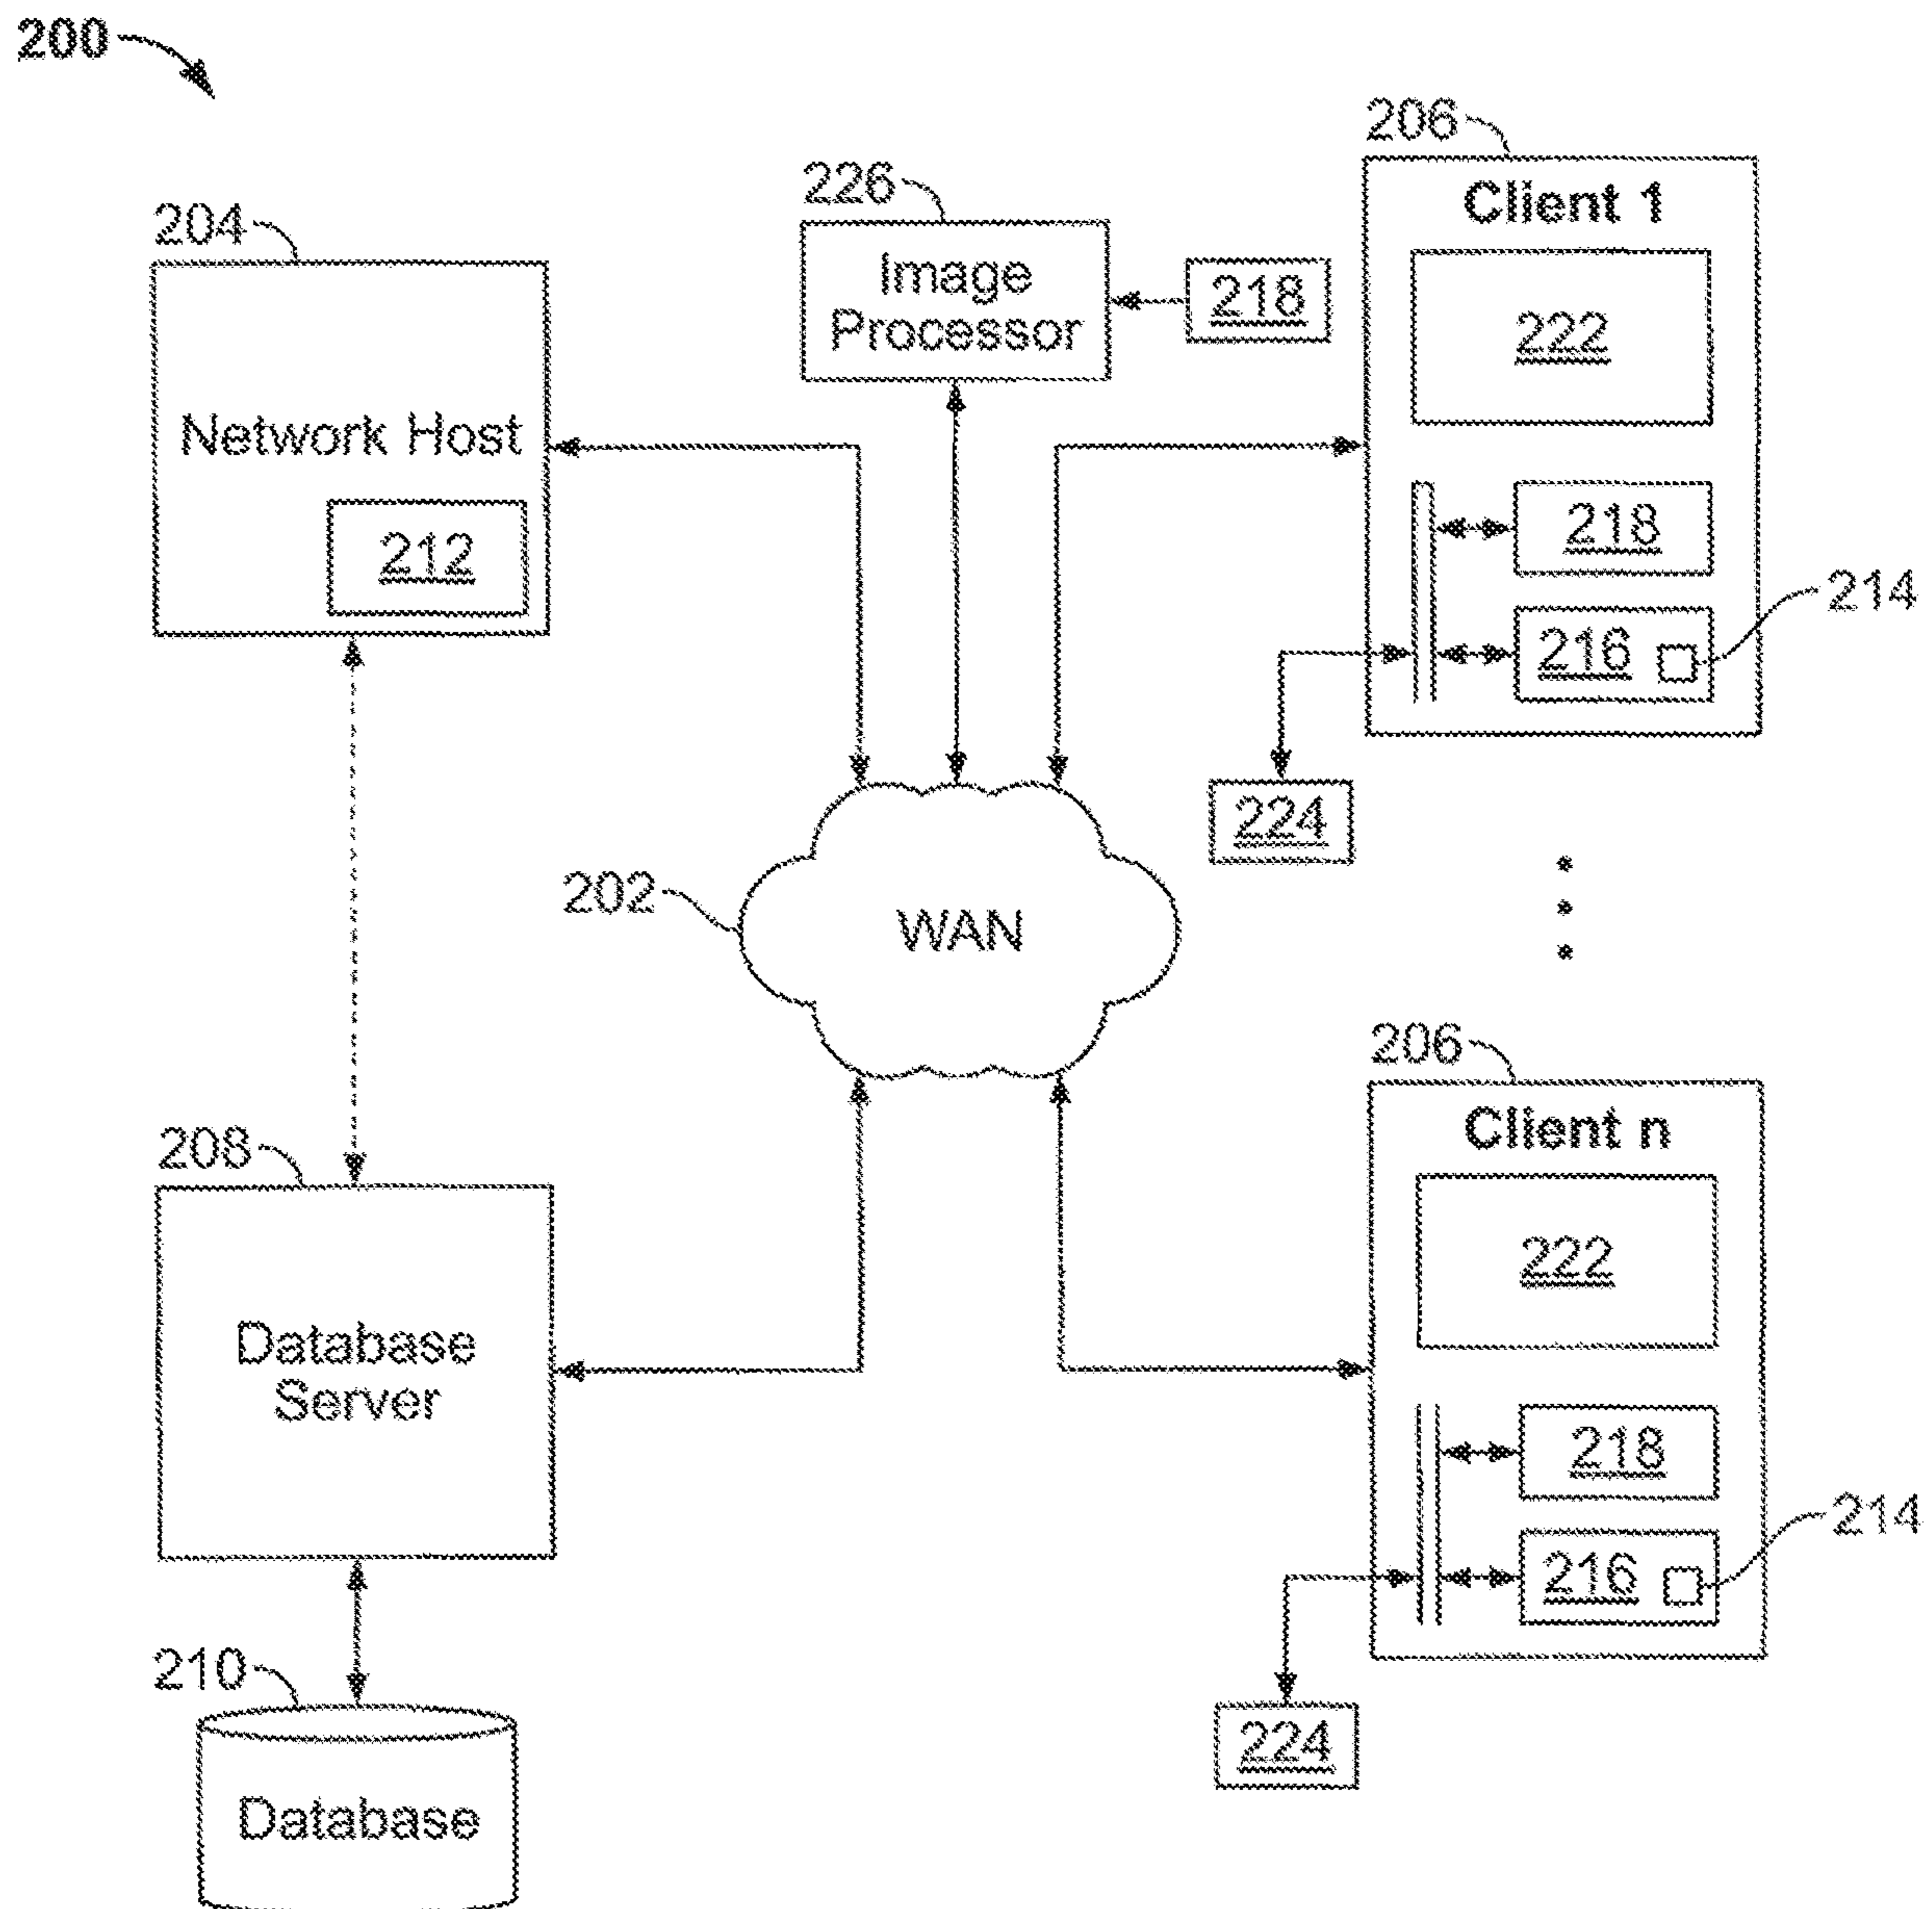 200
206
Client 1
222
218
216
214
224
226
Image
Processor
218
204
Network Host
212
202
WAN
206
Client n
222
218
216
214
224
208
Database
Server
210
Database